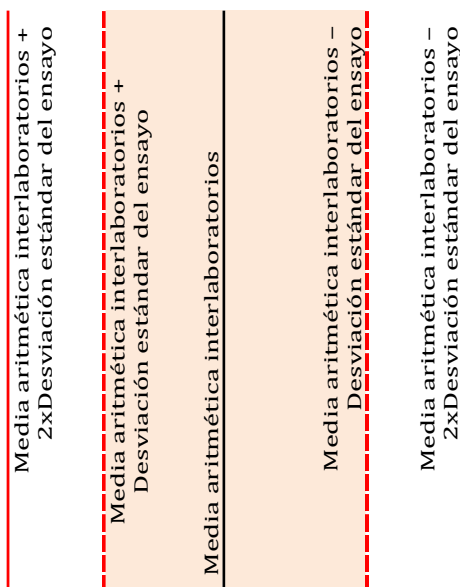 Media aritmética interlaboratorios +
2xDesviación estándar del ensayo
Media aritmética interlaboratorios +
Desviación estándar del ensayo
Media aritmética interlaboratorios
Media aritmética interlaboratorios –
Desviación estándar del ensayo
Media aritmética interlaboratorios –
2xDesviación estándar del ensayo